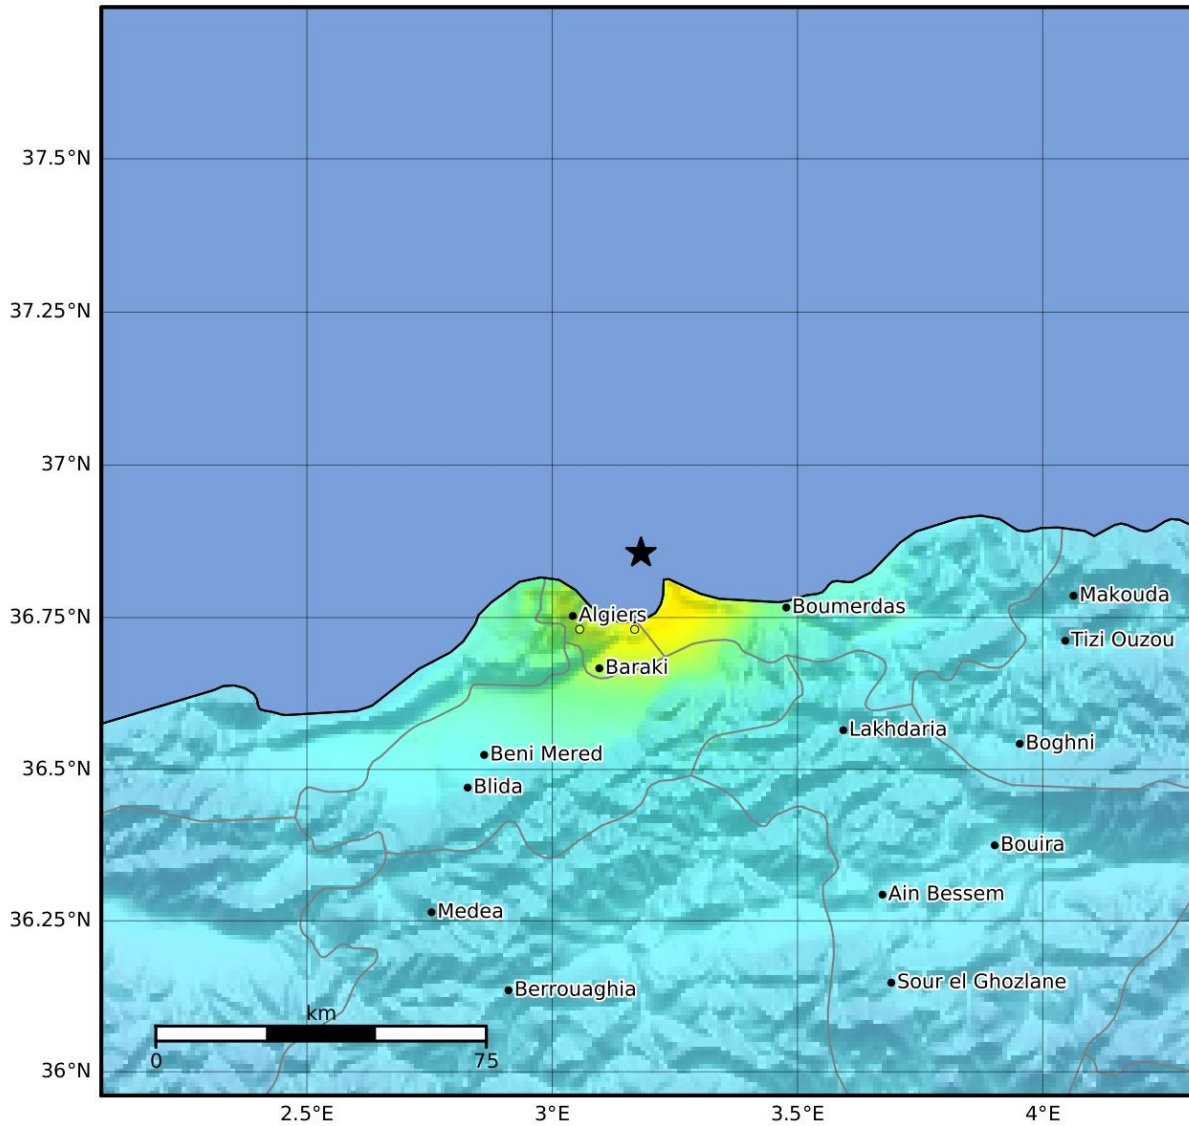 37.5°N
37.25°N
37°N
36.75°N
36.5°N
36.25°N
36°N
Algiers
Boumerdas
Makouda
Tizi Ouzou
Baraki
Lakhdaria
Boghni
Beni Mered
Blida
Bouira
Ain Bessem
Medea
Sour el Ghozlane
Berrouaghia
km
0 75
2.5°E 3°E 3.5°E 4°E